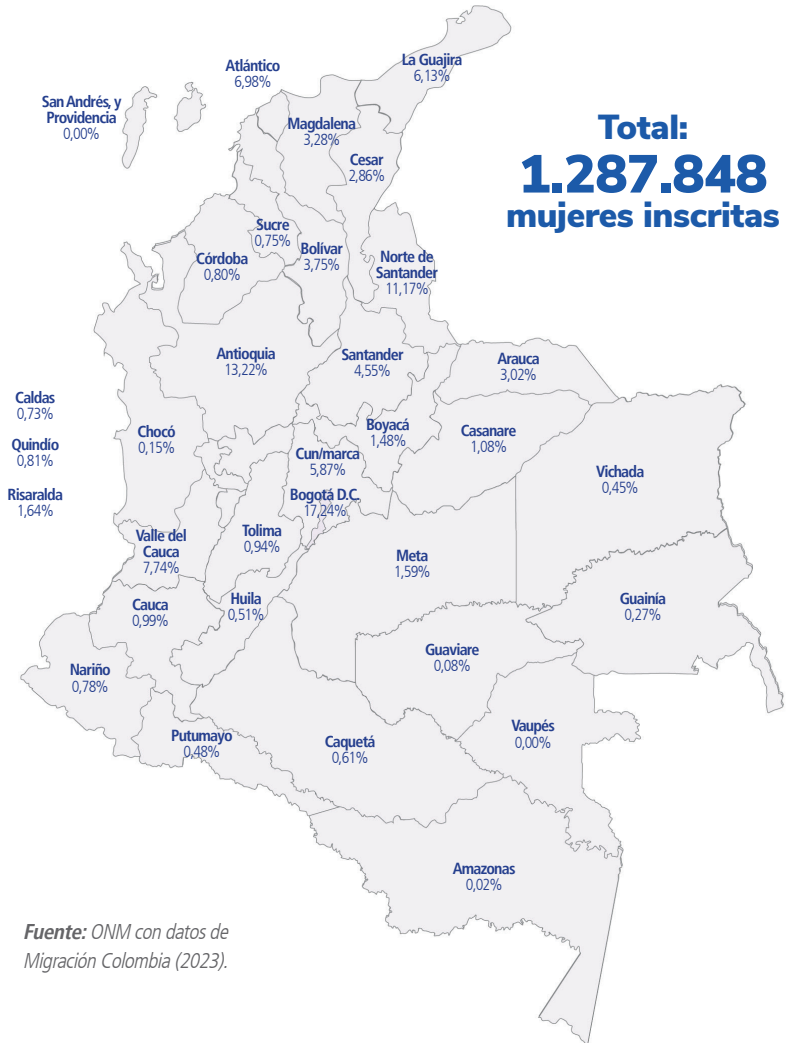 La Guajira
6,13%
Atlántico
6,98%
San Andrés, y
Providencia
0,00%
Magdalena
3,28%
Cesar
2,86%
Total:
1.287.848
mujeres inscritas
Sucre
0,75%
Bolívar
3,75%
Córdoba
0,80%
Norte de
Santander
11,17%
Antioquia
13,22%
Santander
4,55%
Arauca
3,02%
Caldas
0,73%
Quindío
0,81%
Risaralda
1,64%
Chocó
0,15%
Boyacá
1,48%
Casanare
1,08%
Cun/marca
5,87%
Vichada
0,45%
Bogotá D.C.
17,24%
Valle del
Cauca
7,74%
Tolima
0,94%
Meta
1,59%
Cauca
0,99%
Huila
0,51%
Guainía
0,27%
Guaviare
0,08%
Nariño
0,78%
Putumayo
0,48%
Caquetá
0,61%
Vaupés
0,00%
Amazonas
0,02%
Fuente: ONM con datos de
Migración Colombia (2023).